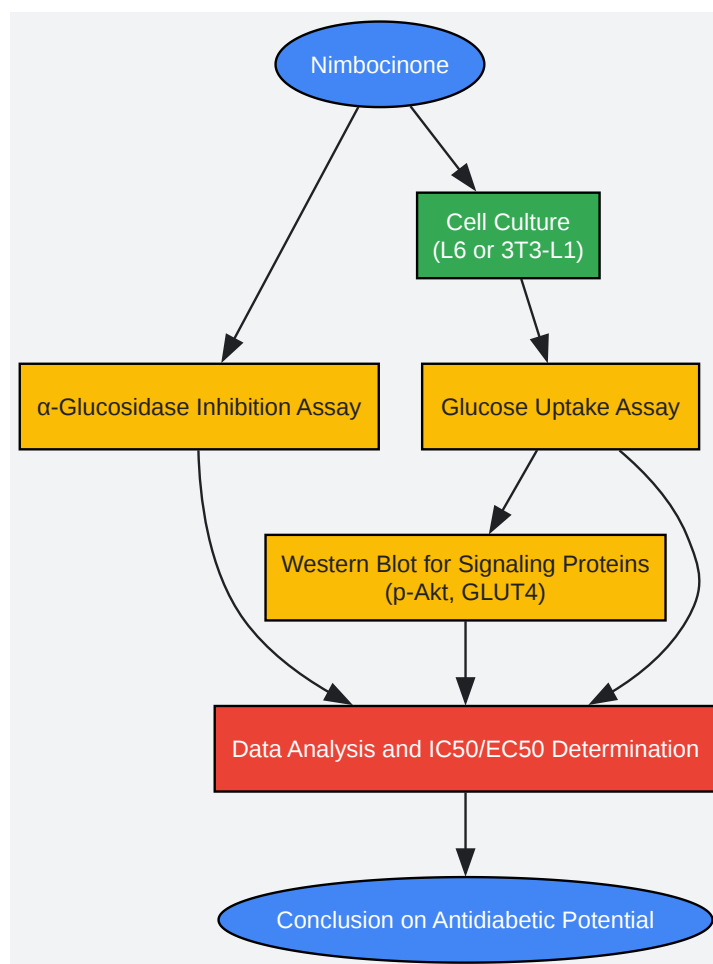 Nimbocinone
Cell Culture
(L6 or 3T3-L1)
α-Glucosidase Inhibition Assay
Glucose Uptake Assay
Western Blot for Signaling Proteins
(p-Akt, GLUT4)
Data Analysis and IC50/EC50 Determination
Conclusion on Antidiabetic Potential